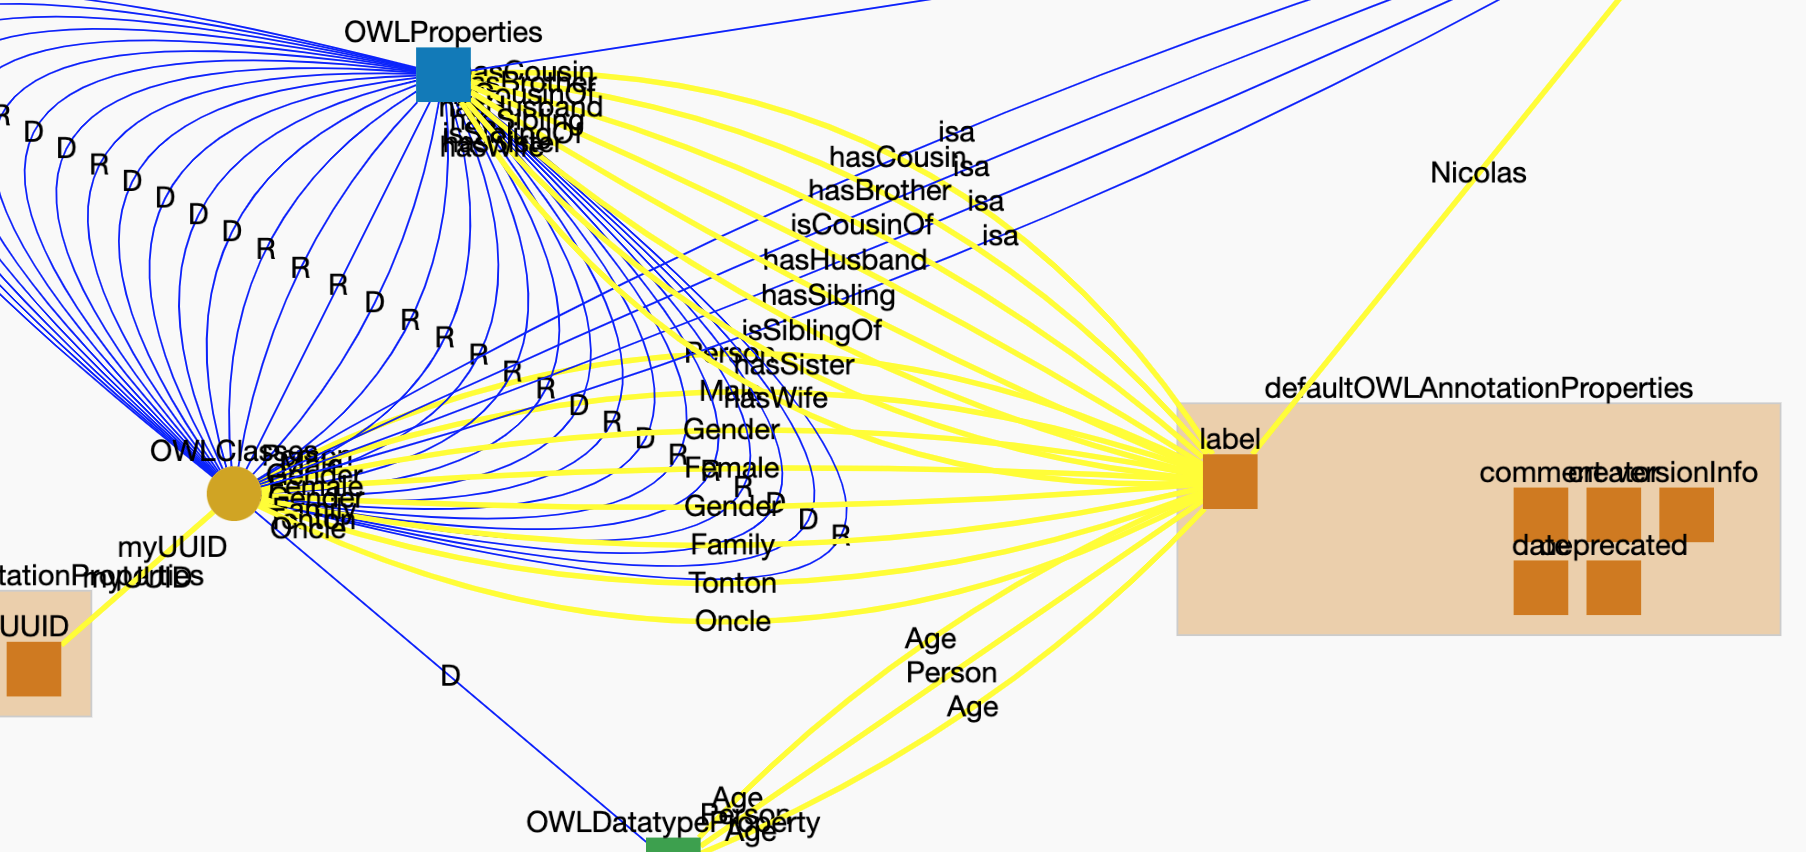 OWLProperties
hasCousin
hasBrother
isCousinOf
hasHusband
hasSibling
isSiblingOf
hasSister
hasWife
isa
isa
isa
isa
hasCousin
hasBrother
isCousinOf
hasHusband
hasSibling
isSiblingOf
hasSister
hasWife
Nicolas
R
D
D
R
D
D
D
D
R
R
R
D
R
R
R
R
R
D
R
D
R
R
R
D
D
R
Person
Male
Gender
Female
Gender
Family
Tonton
Oncle
defaultOWLAnnotationProperties
label
comment
creator
versionInfo
date
deprecated
OWLClasses
Person
Male
Gender
Female
Gender
Family
Tonton
Oncle
myUUID
myUUID
tationProperties
UUID
D
Age
Person
Age
Age
Person
Age
OWLDatatypeProperty